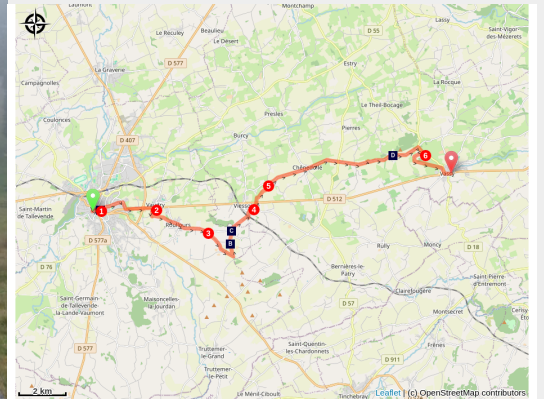 Laumont
Montchamp
Lassy
Saint-Vigor-
des-Mézerets
D 55
Le Reculey
Beaulieu
Le Désert
D 577
Estry
La Graverie
Campagnolles
La Rocque
Le Theil-Bocage
Presles
Coulonces
Pierres
Burcy
D 407
D
6
Chênedollé
Vassy
5
D 512
Saint-Martin
de Tallevende
1
2
Vaudry
Viessoix
4
Roullours
3
C
B
D 577a
Rully
Moncy
D 18
D 76
Bernières-le-
Patry
Saint-Pierre
d'Entremont
Clairefougère
Saint-Germain
de-Tallevende
la-Lande-Vaumont
Maisoncelles-
la-Jourdan
D 57
Montsecret
Cerisy
Saint-Quentin-
les-Chardonnets
Frênes
Truttemer-
le-Grand
D 577
D 911
Truttemer-
le-Petit
2 km
Le Ménil-Ciboult
Tinchebray
Leaflet | (c) OpenStreetMap contributors